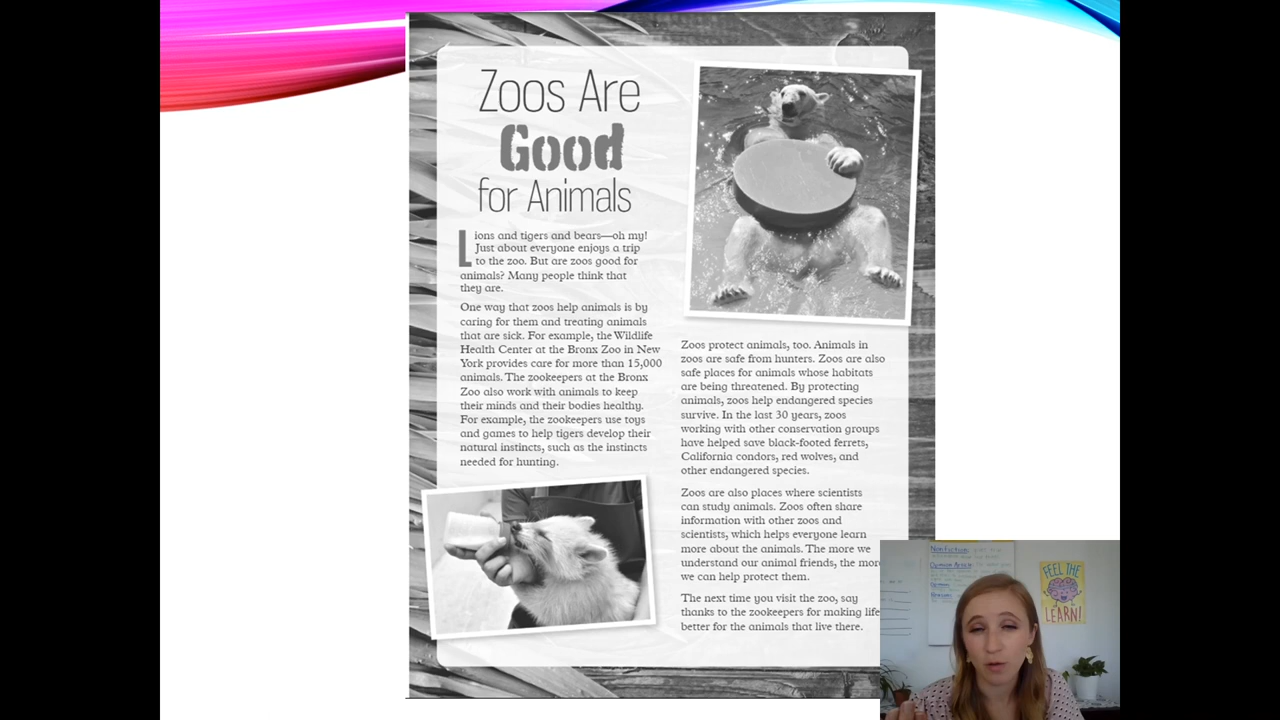 Zoos Are
Good
for Animals
Lions and tigers and bears—oh my!
Just about everyone enjoys a trip
to the zoo. But are zoos good for
animals? Many people think that
they are.
One way that zoos help animals is by
caring for them and treating animals
that are sick. For example, the Wildlife
Health Center at the Bronx Zoo in New
York provides care for more than 15,000
animals. The zookeepers at the Bronx
Zoo also work with animals to keep
their minds and their bodies healthy.
For example, the zookeepers use toys
and games to help tigers develop their
natural instincts, such as the instincts
needed for hunting.
Zoos protect animals, too. Animals in
zoos are safe from hunters. Zoos are also
safe places for animals whose habitats
are being threatened. By protecting
animals, zoos help endangered species
survive. In the last 30 years, zoos
working with other conservation groups
have helped save black-footed ferrets,
California condors, red wolves, and
other endangered species.
Zoos are also places where scientists
can study animals. Zoos often share
information with other zoos and
scientists, which helps everyone learn
more about the animals. The more we
understand our animal friends, the more
we can help protect them.
The next time you visit the zoo, say
thanks to the zookeepers for making life
better for the animals that live there.
Nonfiction:
Opinion Article:
FEEL THE
LEARN!